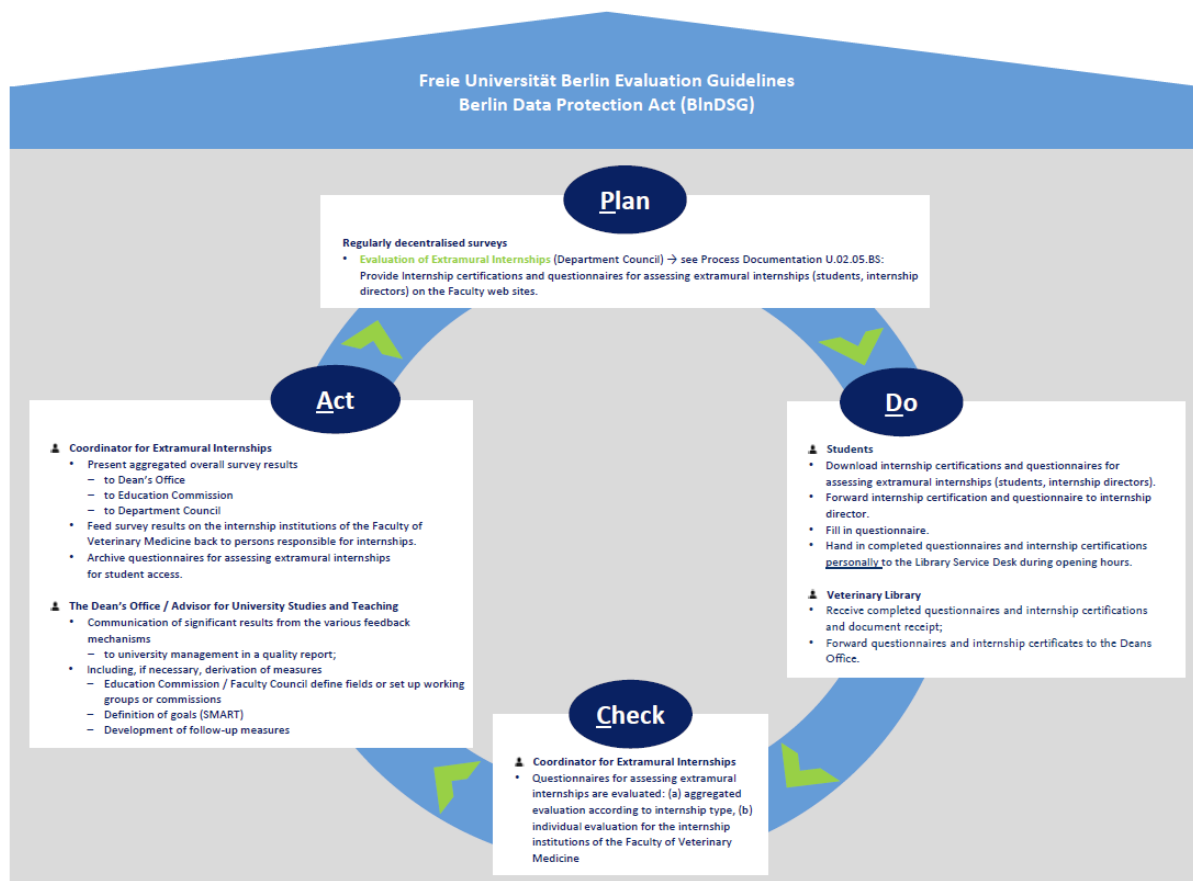 Freie Universität Berlin Evaluation Guidelines
Berlin Data Protection Act (BlnDSG)
Plan
Regularly decentralised surveys
• Evaluation of Extramural Internships (Department Council) → see Process Documentation U.02.05.BS:
Provide Internship certifications and questionnaires for assessing extramural internships (students, internship
directors) on the Faculty web sites.
Do
Students
• Download internship certifications and questionnaires for
assessing extramural internships (students, internship directors).
• Forward internship certification and questionnaire to internship
director.
• Fill in questionnaire.
• Hand in completed questionnaires and internship certifications
personally to the Library Service Desk during opening hours.
Veterinary Library
• Receive completed questionnaires and internship certifications
and document receipt;
• Forward questionnaires and internship certificates to the Deans
Office.
Check
Coordinator for Extramural Internships
• Questionnaires for assessing extramural
internships are evaluated: (a) aggregated
evaluation according to internship type, (b)
individual evaluation for the internship
institutions of the Faculty of Veterinary
Medicine
Act
Coordinator for Extramural Internships
• Present aggregated overall survey results
– to Dean's Office
– to Education Commission
– to Department Council
• Feed survey results on the internship institutions of the Faculty of
Veterinary Medicine back to persons responsible for internships.
• Archive questionnaires for assessing extramural internships
for student access.
The Dean's Office / Advisor for University Studies and Teaching
• Communication of significant results from the various feedback
mechanisms
– to university management in a quality report;
• Including, if necessary, derivation of measures
– Education Commission / Faculty Council define fields or set up working
groups or commissions
– Definition of goals (SMART)
– Development of follow-up measures